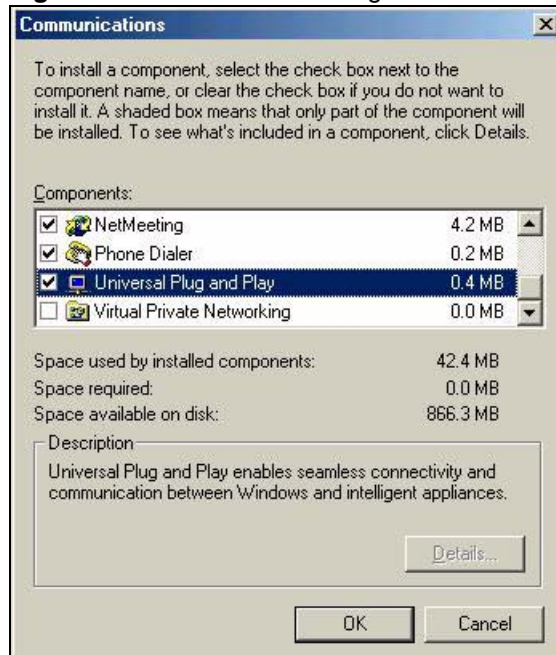 Communications
To install a component, select the check box next to the
component name, or clear the check box if you do not want to
install it. A shaded box means that only part of the component will
be installed. To see what's included in a component, click Details.
Components:
NetMeeting 4.2 MB
Phone Dialer 0.2 MB
Universal Plug and Play 0.4 MB
Virtual Private Networking 0.0 MB
Space used by installed components: 42.4 MB
Space required: 0.0 MB
Space available on disk: 866.3 MB
Description
Universal Plug and Play enables seamless connectivity and
communication between Windows and intelligent appliances.
Details...
OK Cancel